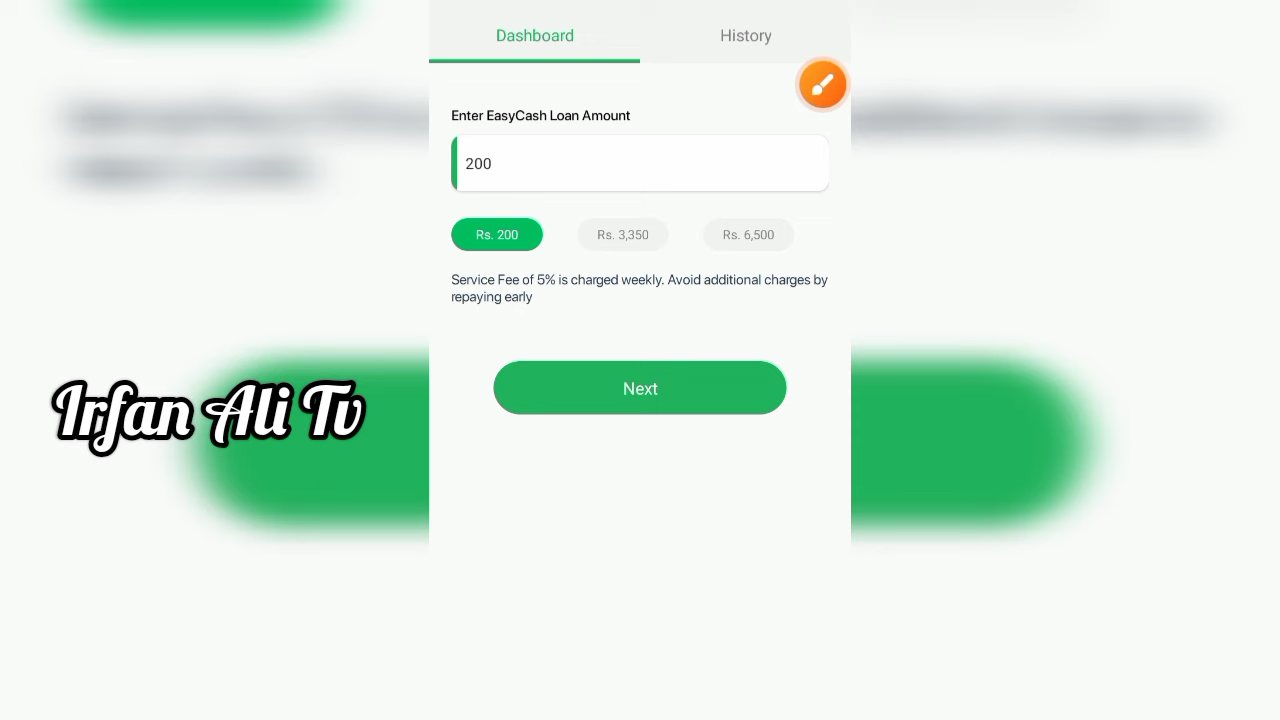 Dashboard History
Enter EasyCash Loan Amount
200
Rs. 200 Rs. 3,350 Rs. 6,500
Service Fee of 5% is charged weekly. Avoid additional charges by
repaying early
Next
Irfan Ali Tv